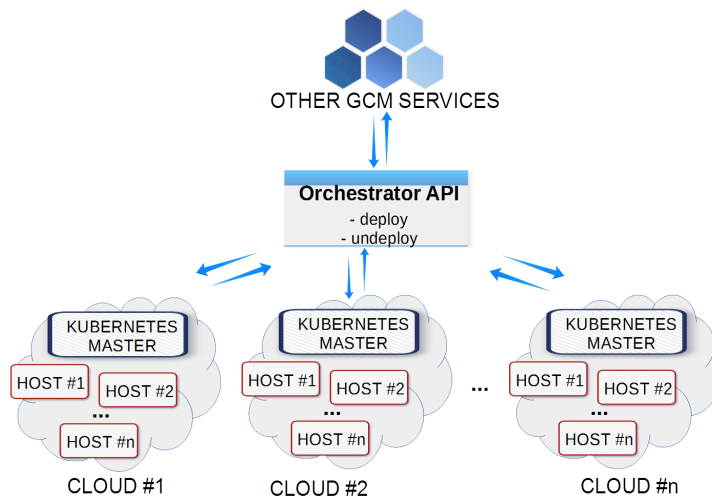 OTHER GCM SERVICES
Orchestrator API
- deploy
- undeploy
KUBERNETES
MASTER
HOST #1
HOST #2
...
HOST #n
CLOUD #1
KUBERNETES
MASTER
HOST #1
HOST #2
...
HOST #n
CLOUD #2
...
KUBERNETES
MASTER
HOST #1
HOST #2
...
HOST #n
CLOUD #n